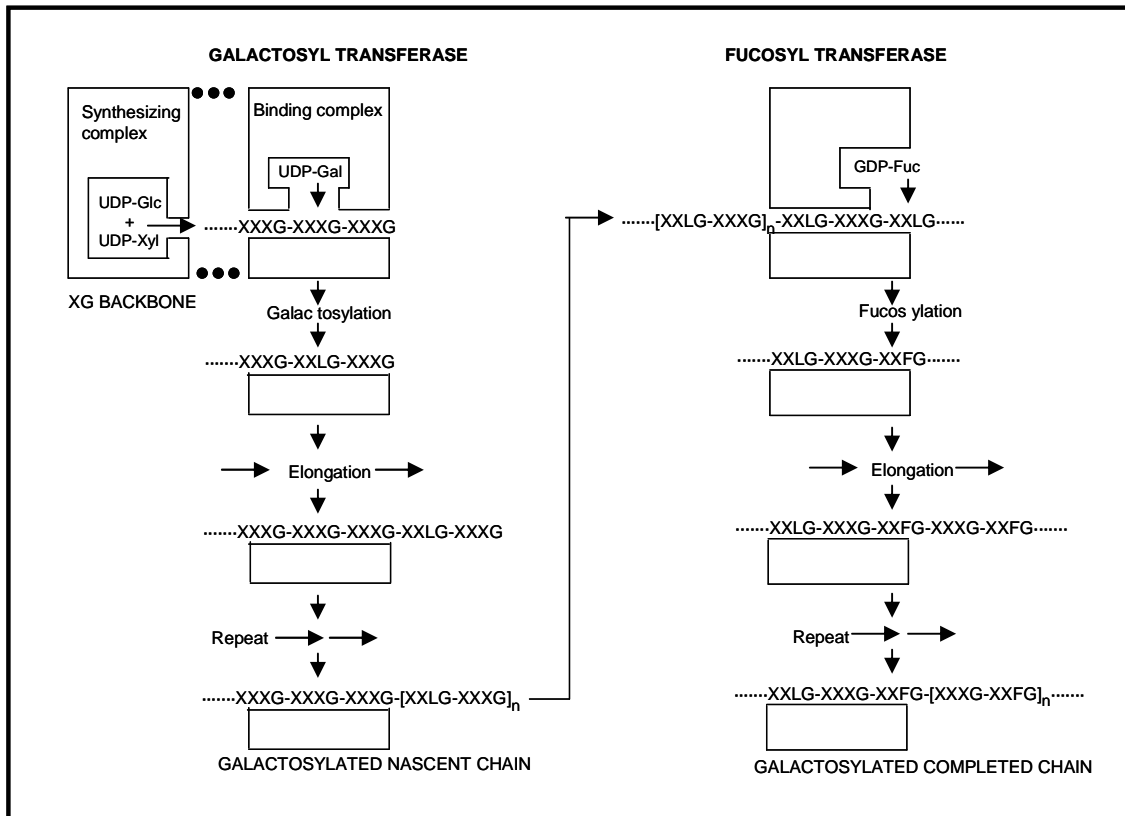 GALACTOSYL TRANSFERASE
Synthesizing
complex
Binding complex
UDP-Gal
UDP-Glc
+
UDP-Xyl
.......XXXG-XXXG-XXXG
XG BACKBONE
Galac tosylation
.......XXXG-XXLG-XXXG
Elongation
.......XXXG-XXXG-XXXG-XXLG-XXXG
Repeat
.......XXXG-XXXG-XXXG-[XXLG-XXXG]n
GALACTOSYLATED NASCENT CHAIN
FUCOSYL TRANSFERASE
GDP-Fuc
.......[XXLG-XXXG]n-XXLG-XXXG-XXLG.......
Fucos ylation
.......XXLG-XXXG-XXFG.......
Elongation
.......XXLG-XXXG-XXFG-XXXG-XXFG.......
Repeat
.......XXLG-XXXG-XXFG-[XXXG-XXFG]n.......
GALACTOSYLATED COMPLETED CHAIN